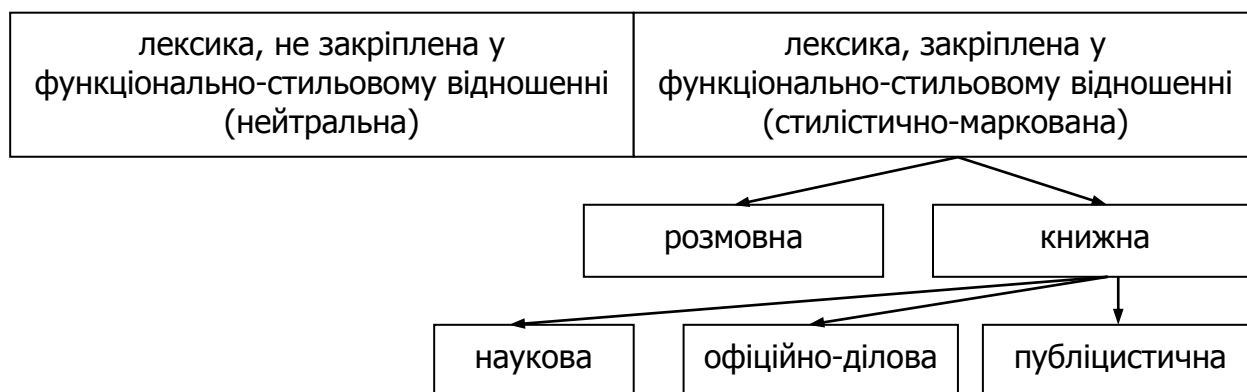 лексика, не закріплена у
функціонально-стильовому відношенні
(нейтральна)
лексика, закріплена у
функціонально-стильовому відношенні
(стилістично-маркована)
розмовна
книжна
наукова
офіційно-ділова
публіцистична